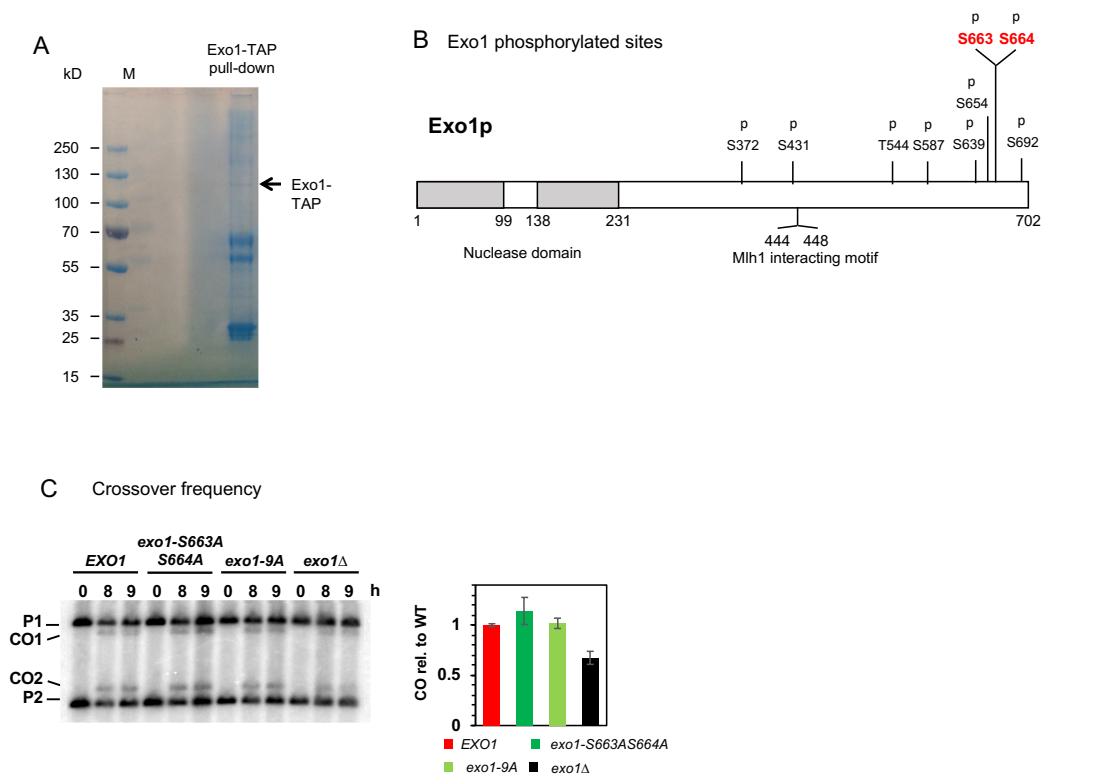 A
Exo1-TAP
pull-down
kD
M
250
130
100
70
55
35
25
15
Exo1-
TAP
B
Exo1 phosphorylated sites
p p
S663 S664
p
S654
Exo1p
p p p p p p
S372 S431 T544 S587 S639 S692
1 99 138 231 702
444 448
Nuclease domain
Mlh1 interacting motif
C
Crossover frequency
exo1-S663A
EXO1 S664A exo1-9A exo1Δ
0 8 9 0 8 9 0 8 9 0 8 9 h
P1
CO1
CO2
P2
CO rel. to WT
1
0.5
0
EXO1
exo1-S663AS664A
exo1-9A
exo1Δ